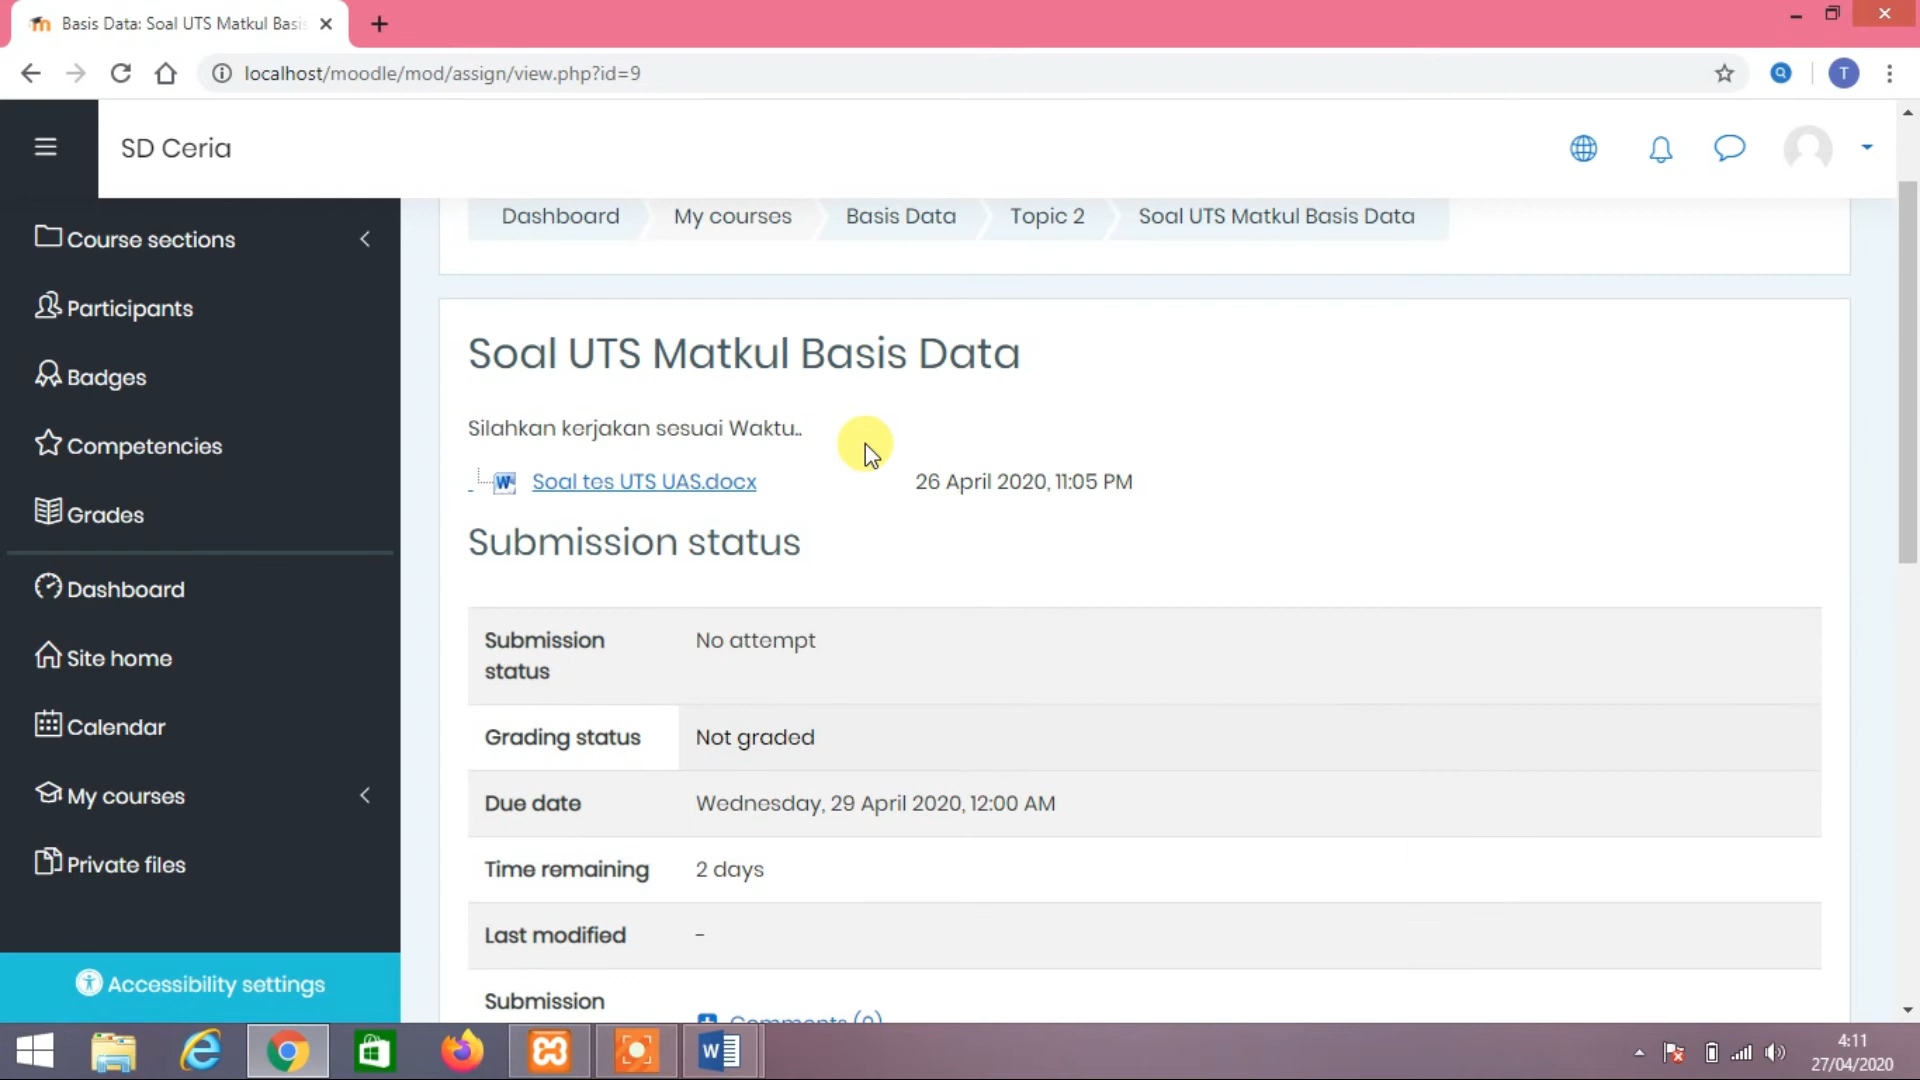 Basis Data: Soal UTS Matkul Basis
localhost/moodle/mod/assign/view.php?id=9
T
SD Ceria
Course sections
Participants
Badges
Competencies
Grades
Dashboard
Site home
Calendar
My courses
Private files
Accessibility settings
Dashboard My courses Basis Data Topic 2 Soal UTS Matkul Basis Data
Soal UTS Matkul Basis Data
Silahkan kerjakan sesuai Waktu..
Soal tes UTS UAS.docx 26 April 2020, 11:05 PM
Submission status
Submission status No attempt
Grading status Not graded
Due date Wednesday, 29 April 2020, 12:00 AM
Time remaining 2 days
Last modified -
Submission
Comments (0)
4:11
27/04/2020